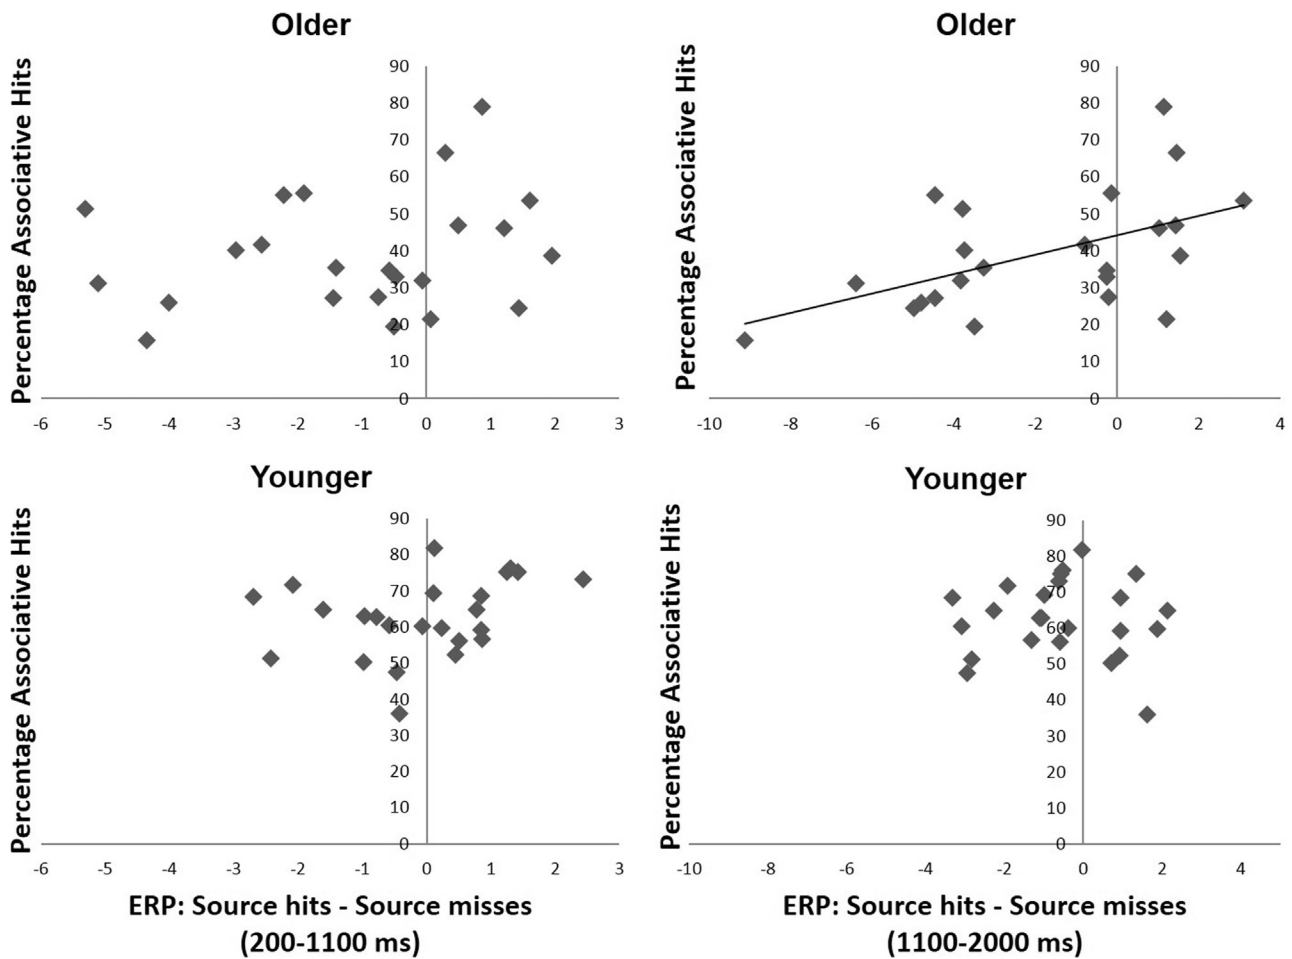 Older
Percentage Associative Hits
90
80
70
60
50
40
30
20
10
0
-6 -5 -4 -3 -2 -1 0 1 2 3
Older
Percentage Associative Hits
90
80
70
60
50
40
30
20
10
0
-10 -8 -6 -4 -2 0 2 4
Younger
Percentage Associative Hits
90
80
70
60
50
40
30
20
10
0
-6 -5 -4 -3 -2 -1 0 1 2 3
ERP: Source hits - Source misses
(200-1100 ms)
Younger
Percentage Associative Hits
90
80
70
60
50
40
30
20
10
0
-10 -8 -6 -4 -2 0 2 4
ERP: Source hits - Source misses
(1100-2000 ms)